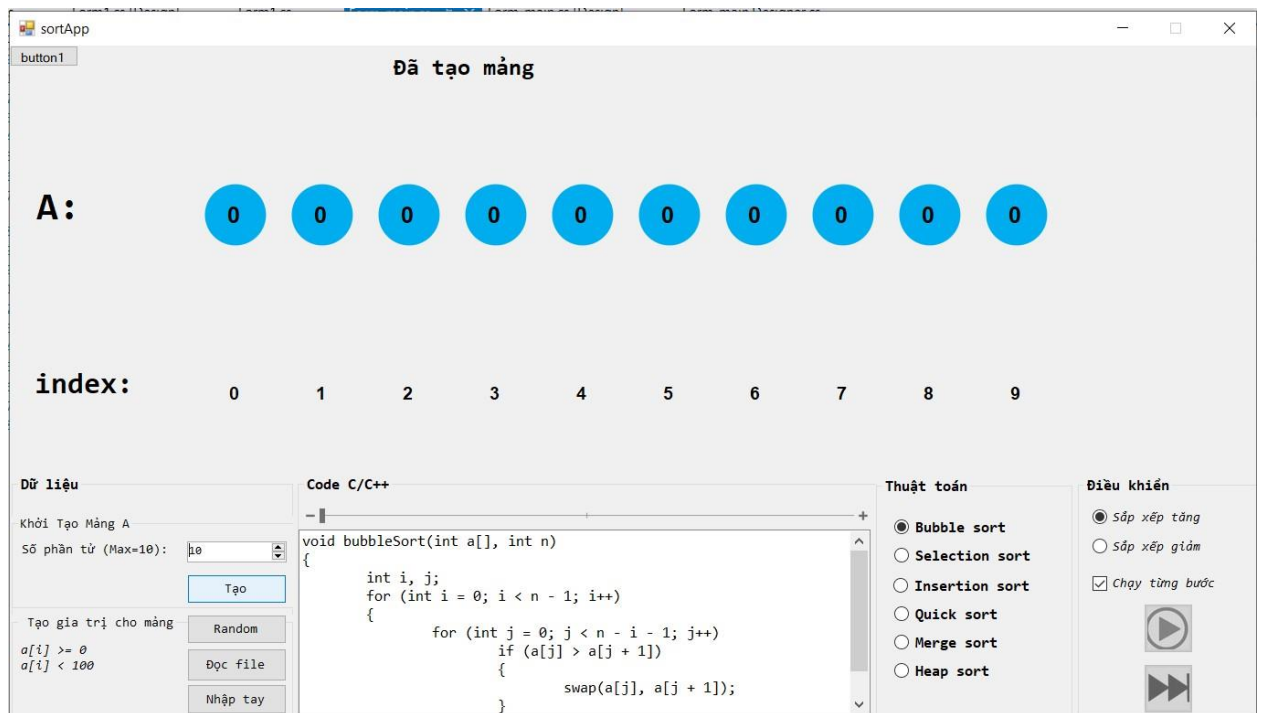 sortApp
button1
Đã tạo mảng
A:
0 0 0 0 0 0 0 0 0 0
index:
0 1 2 3 4 5 6 7 8 9
Dữ liệu
Khởi Tạo Mảng A
Số phần tử (Max=10):
10
Tạo
Tạo gia trị cho mảng
a[i] >= 0
a[i] < 100
Random
Đọc file
Nhập tay
Code C/C++
void bubbleSort(int a[], int n)
{
int i, j;
for (int i = 0; i < n - 1; i++)
{
for (int j = 0; j < n - i - 1; j++)
if (a[j] > a[j + 1])
{
swap(a[j], a[j + 1]);
}
Thuật toán
Bubble sort
Selection sort
Insertion sort
Quick sort
Merge sort
Heap sort
Điều khiển
Sắp xếp tăng
Sắp xếp giảm
Chạy từng bước